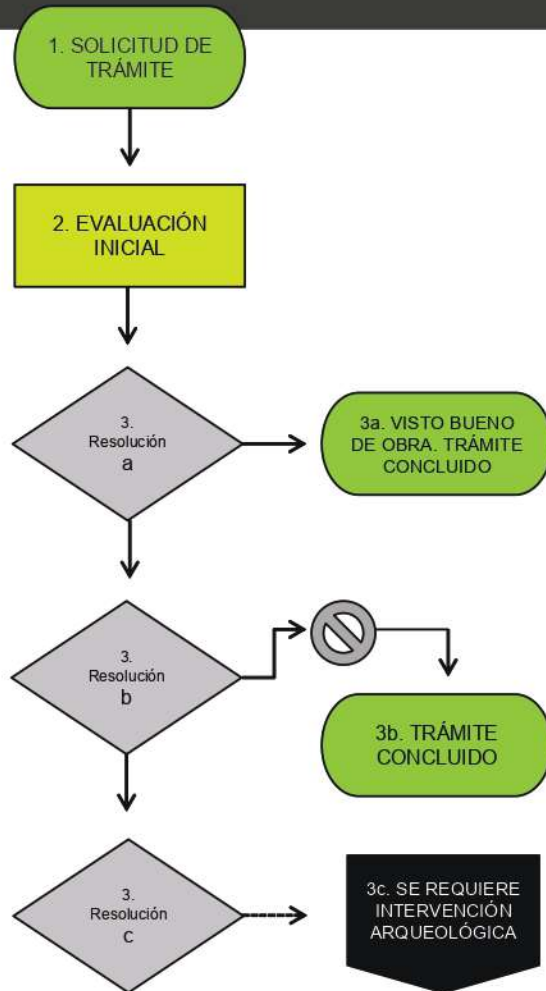 1. SOLICITUD DE
TRÁMITE
2. EVALUACIÓN
INICIAL
3.
Resolución
a
3a. VISTO BUENO
DE OBRA. TRÁMITE
CONCLUIDO
3.
Resolución
b
3b. TRÁMITE
CONCLUIDO
3.
Resolución
c
3c. SE REQUIERE
INTERVENCIÓN
ARQUEOLÓGICA